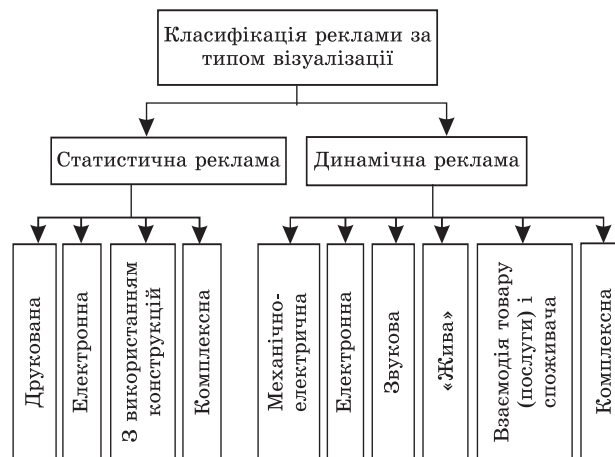 Класифікація реклами за
типом візуалізації
Статистична реклама
Динамічна реклама
Друкована
Електронна
З використанням
конструкцій
Комплексна
Механічно-
електрична
Електронна
Звукова
«Жива»
Взаємодія товару
(послуги) і
споживача
Комплексна